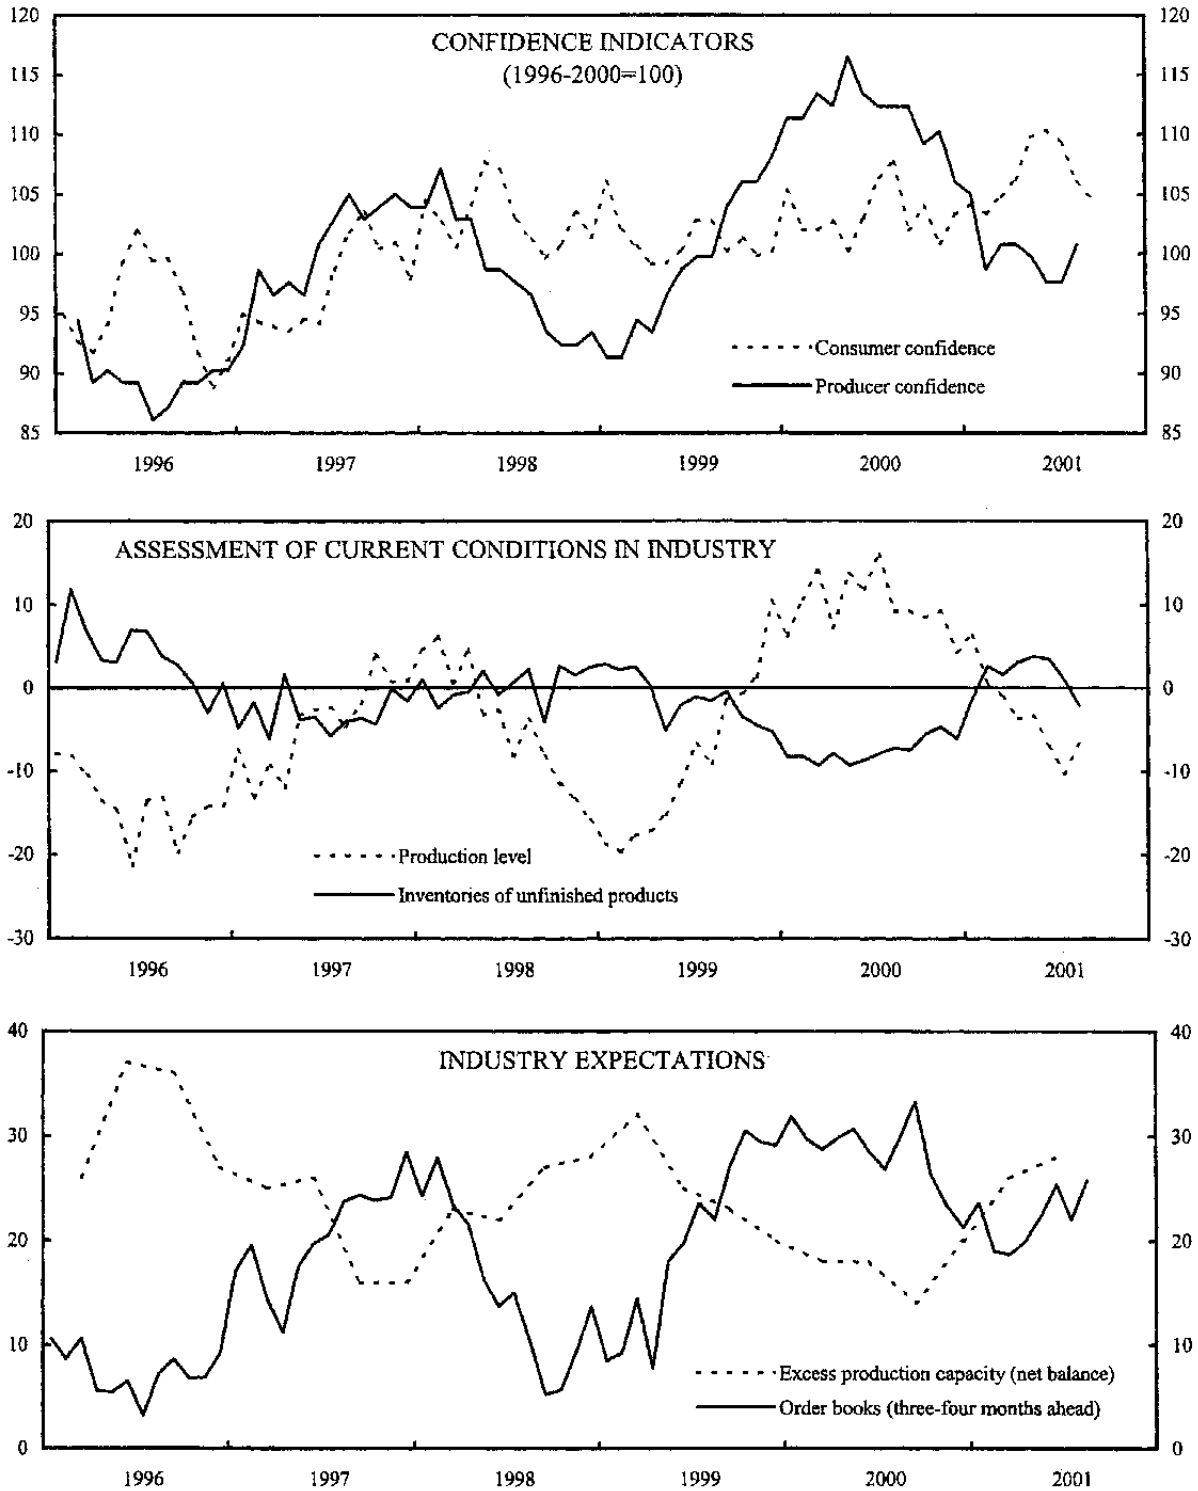 CONFIDENCE INDICATORS
(1996-2000=100)
120 120
115 115
110 110
105 105
100 100
95 95
90 90
85 85
Consumer confidence
Producer confidence
1996 1997 1998 1999 2000 2001
ASSESSMENT OF CURRENT CONDITIONS IN INDUSTRY
20 20
10 10
0 0
-10 -10
-20 -20
-30 -30
Production level
Inventories of unfinished products
1996 1997 1998 1999 2000 2001
INDUSTRY EXPECTATIONS
40 40
30 30
20 20
10 10
0 0
Excess production capacity (net balance)
Order books (three-four months ahead)
1996 1997 1998 1999 2000 2001